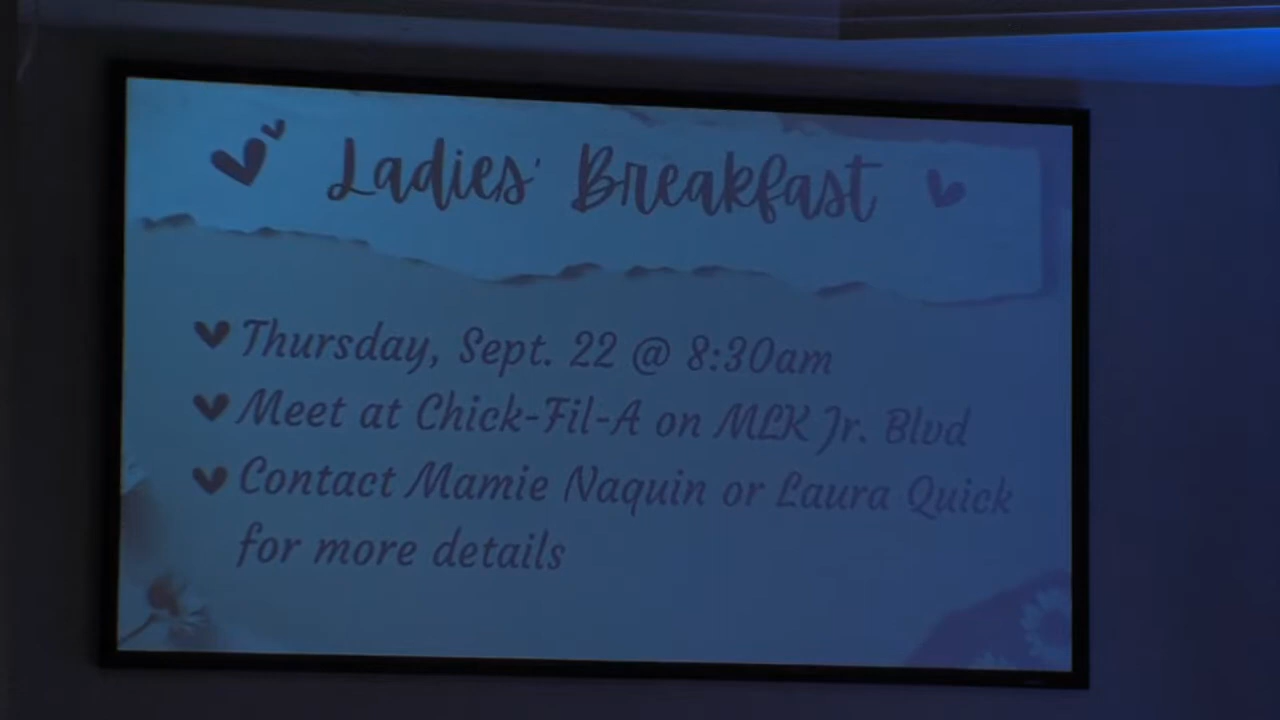 Ladies' Breakfast
Thursday, Sept. 22 @ 8:30am
Meet at Chick-Fil-A on MLK Jr. Blvd
Contact Mamie Naquin or Laura Quick
for more details